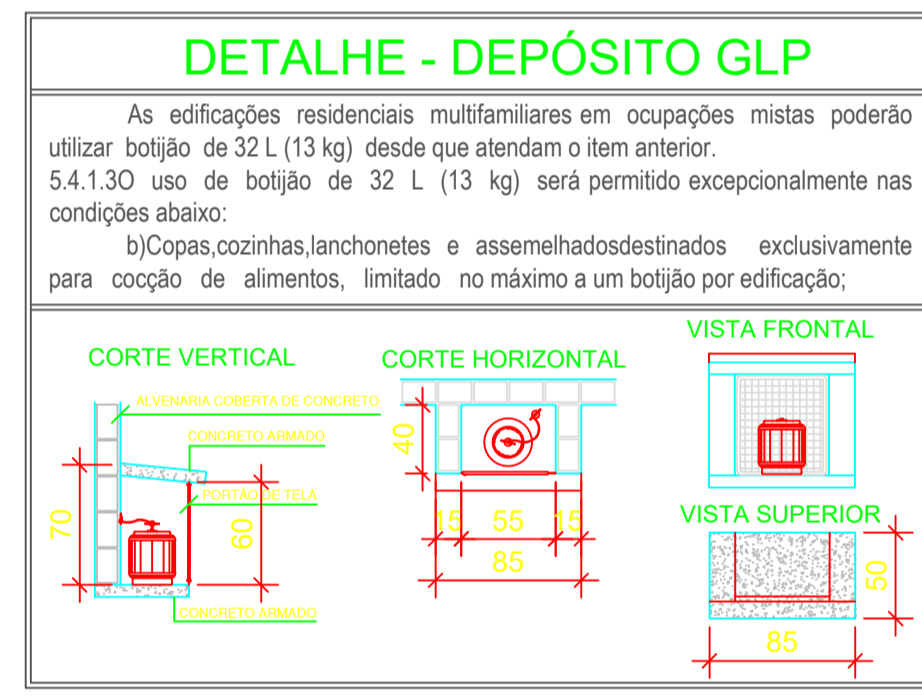 DETALHE - DEPÓSITO GLP
As edificações residenciais multifamiliares em ocupações mistas poderão
utilizar botijão de 32 L (13 kg) desde que atendam o item anterior.
5.4.1.3O uso de botijão de 32 L (13 kg) será permitido excepcionalmente nas
condições abaixo:
b)Copas,cozinhas,lanchonetes e assemelhadosdestinados exclusivamente
para cocção de alimentos, limitado no máximo a um botijão por edificação;
CORTE VERTICAL
ALVENARIA COBERTA DE CONCRETO
CONCRETO ARMADO
PORTÃO DE TELA
70
60
CONCRETO ARMADO
CORTE HORIZONTAL
40
15 55 15
85
VISTA FRONTAL
VISTA SUPERIOR
50
85